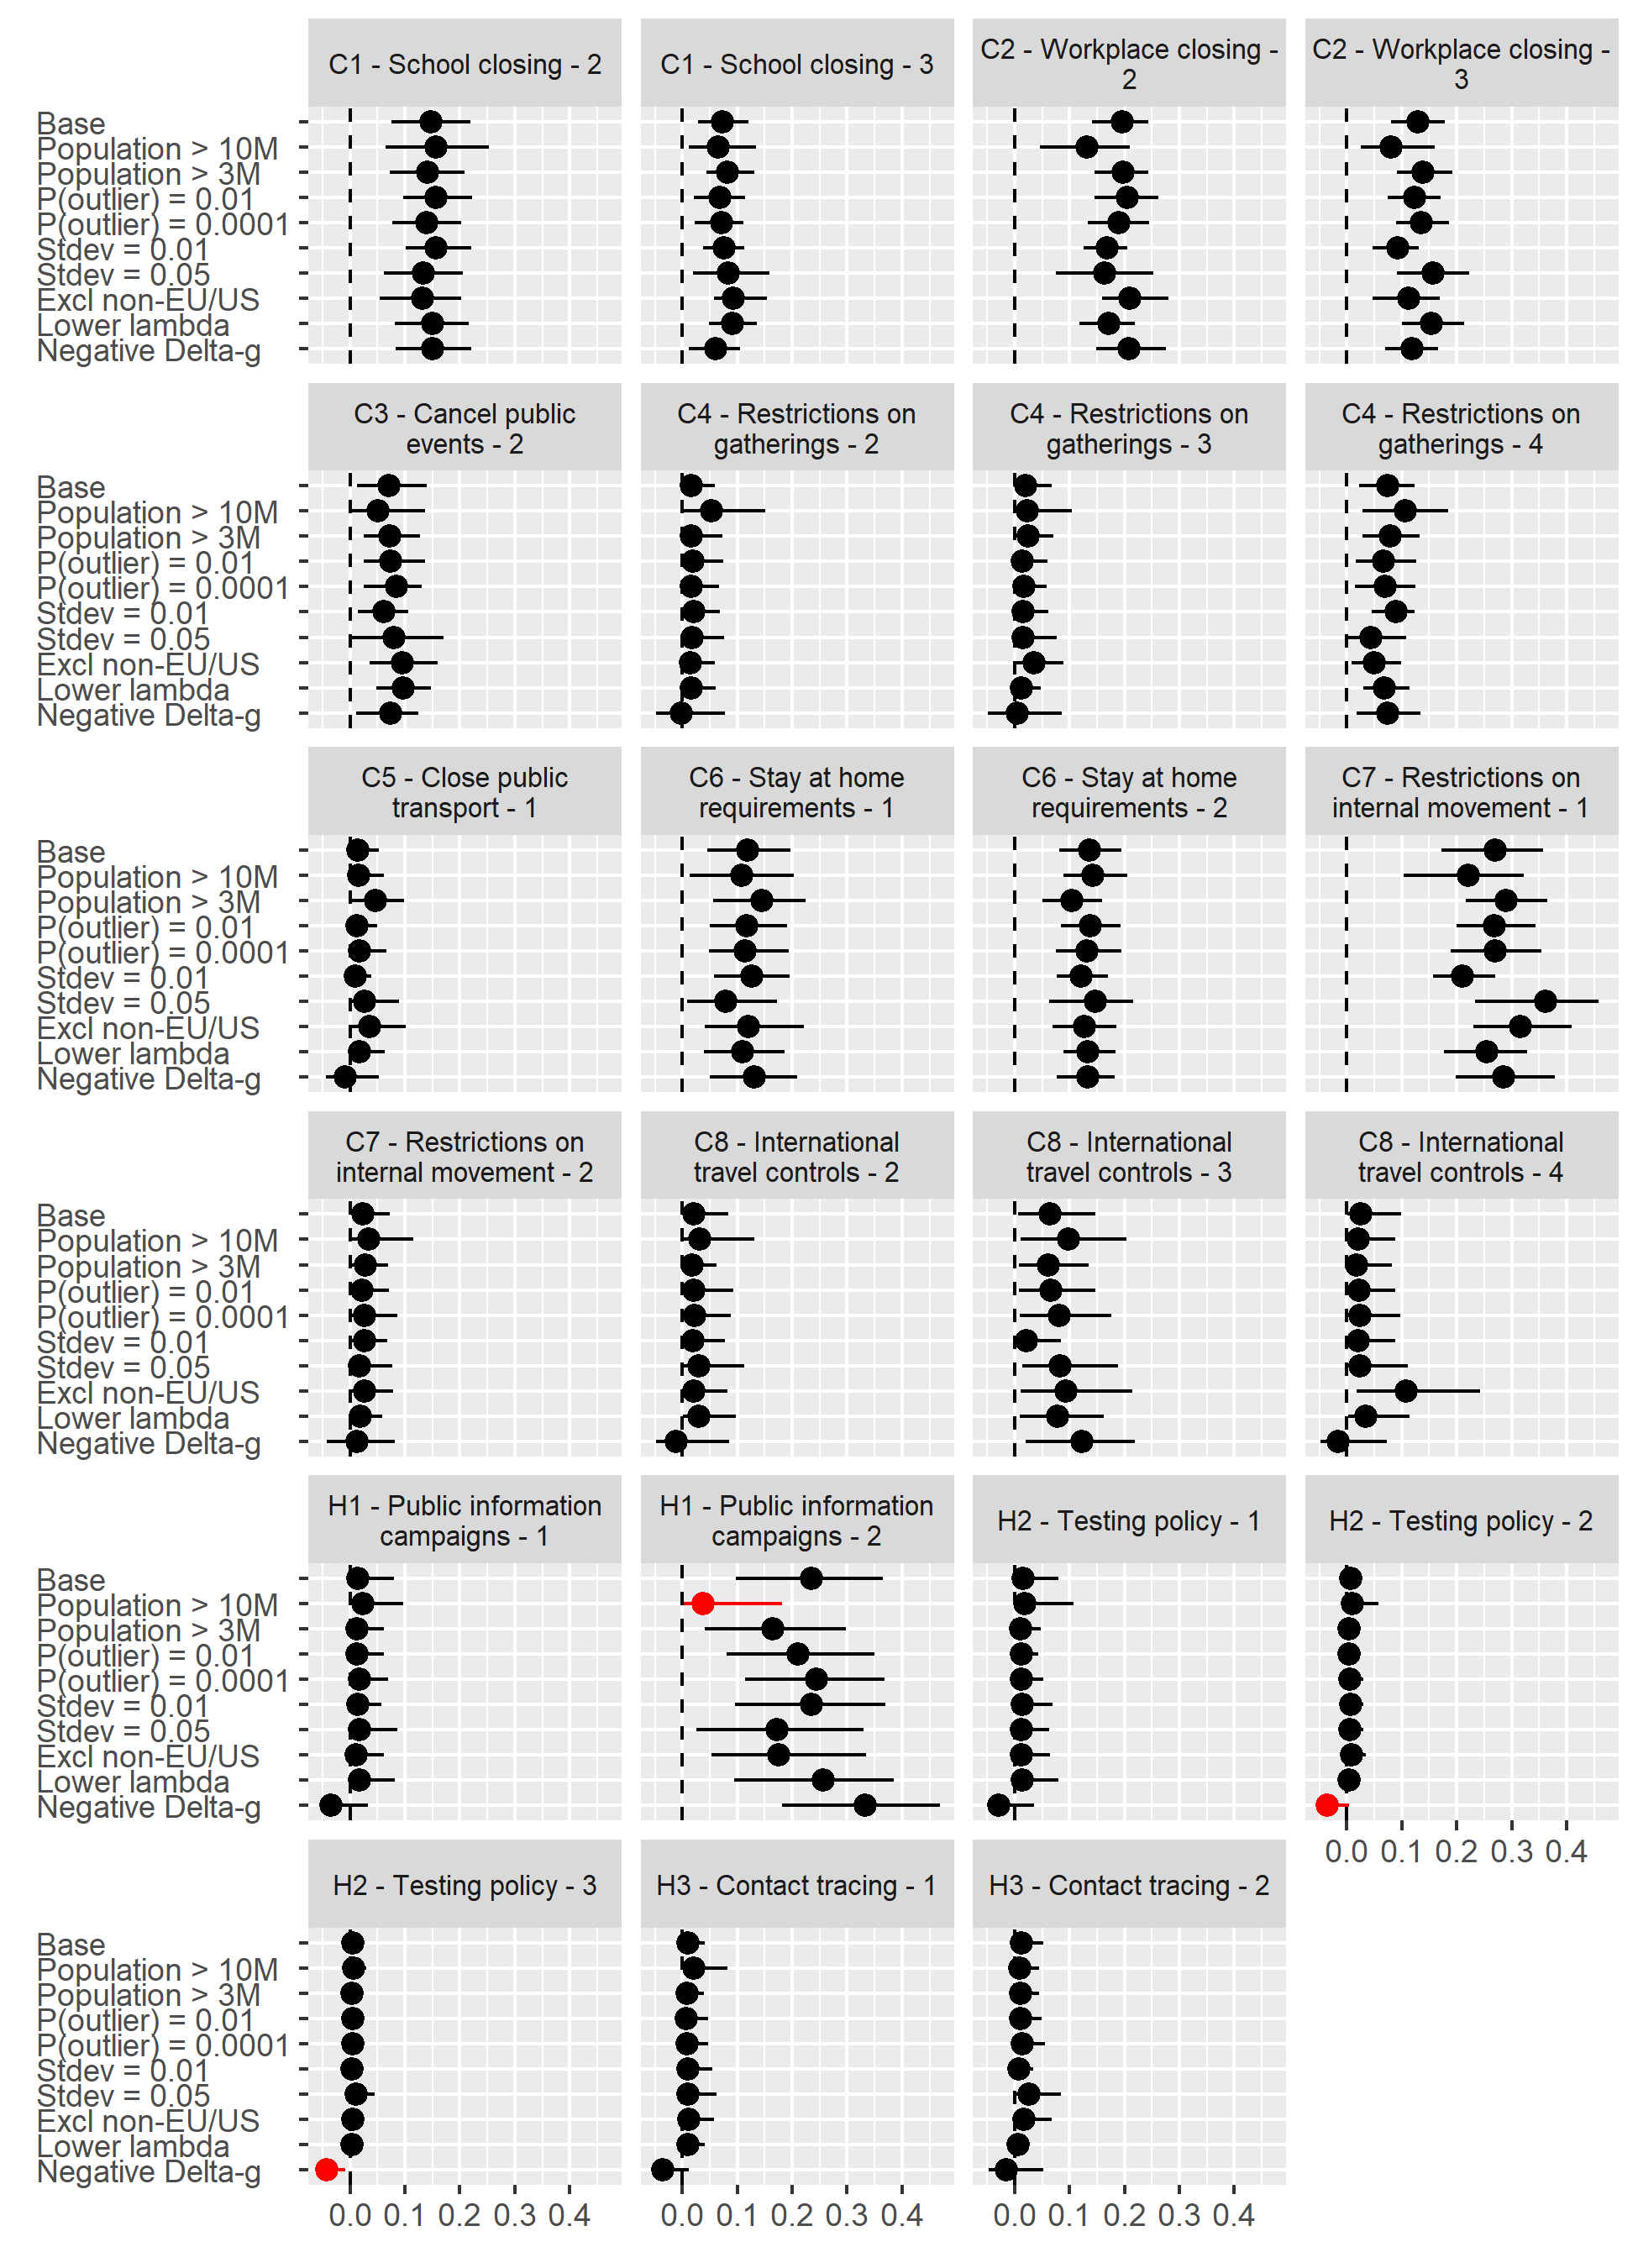 C1 - School closing - 2
C1 - School closing - 3
C2 - Workplace closing -
2
C2 - Workplace closing -
3
Base
Population > 10M
Population > 3M
P(outlier) = 0.01
P(outlier) = 0.0001
Stdev = 0.01
Stdev = 0.05
Excl non-EU/US
Lower lambda
Negative Delta-g
C3 - Cancel public
events - 2
C4 - Restrictions on
gatherings - 2
C4 - Restrictions on
gatherings - 3
C4 - Restrictions on
gatherings - 4
Base
Population > 10M
Population > 3M
P(outlier) = 0.01
P(outlier) = 0.0001
Stdev = 0.01
Stdev = 0.05
Excl non-EU/US
Lower lambda
Negative Delta-g
C5 - Close public
transport - 1
C6 - Stay at home
requirements - 1
C6 - Stay at home
requirements - 2
C7 - Restrictions on
internal movement - 1
Base
Population > 10M
Population > 3M
P(outlier) = 0.01
P(outlier) = 0.0001
Stdev = 0.01
Stdev = 0.05
Excl non-EU/US
Lower lambda
Negative Delta-g
C7 - Restrictions on
internal movement - 2
C8 - International
travel controls - 2
C8 - International
travel controls - 3
C8 - International
travel controls - 4
Base
Population > 10M
Population > 3M
P(outlier) = 0.01
P(outlier) = 0.0001
Stdev = 0.01
Stdev = 0.05
Excl non-EU/US
Lower lambda
Negative Delta-g
H1 - Public information
campaigns - 1
H1 - Public information
campaigns - 2
H2 - Testing policy - 1
H2 - Testing policy - 2
Base
Population > 10M
Population > 3M
P(outlier) = 0.01
P(outlier) = 0.0001
Stdev = 0.01
Stdev = 0.05
Excl non-EU/US
Lower lambda
Negative Delta-g
0.0 0.1 0.2 0.3 0.4
H2 - Testing policy - 3
H3 - Contact tracing - 1
H3 - Contact tracing - 2
Base
Population > 10M
Population > 3M
P(outlier) = 0.01
P(outlier) = 0.0001
Stdev = 0.01
Stdev = 0.05
Excl non-EU/US
Lower lambda
Negative Delta-g
0.0 0.1 0.2 0.3 0.4
0.0 0.1 0.2 0.3 0.4
0.0 0.1 0.2 0.3 0.4